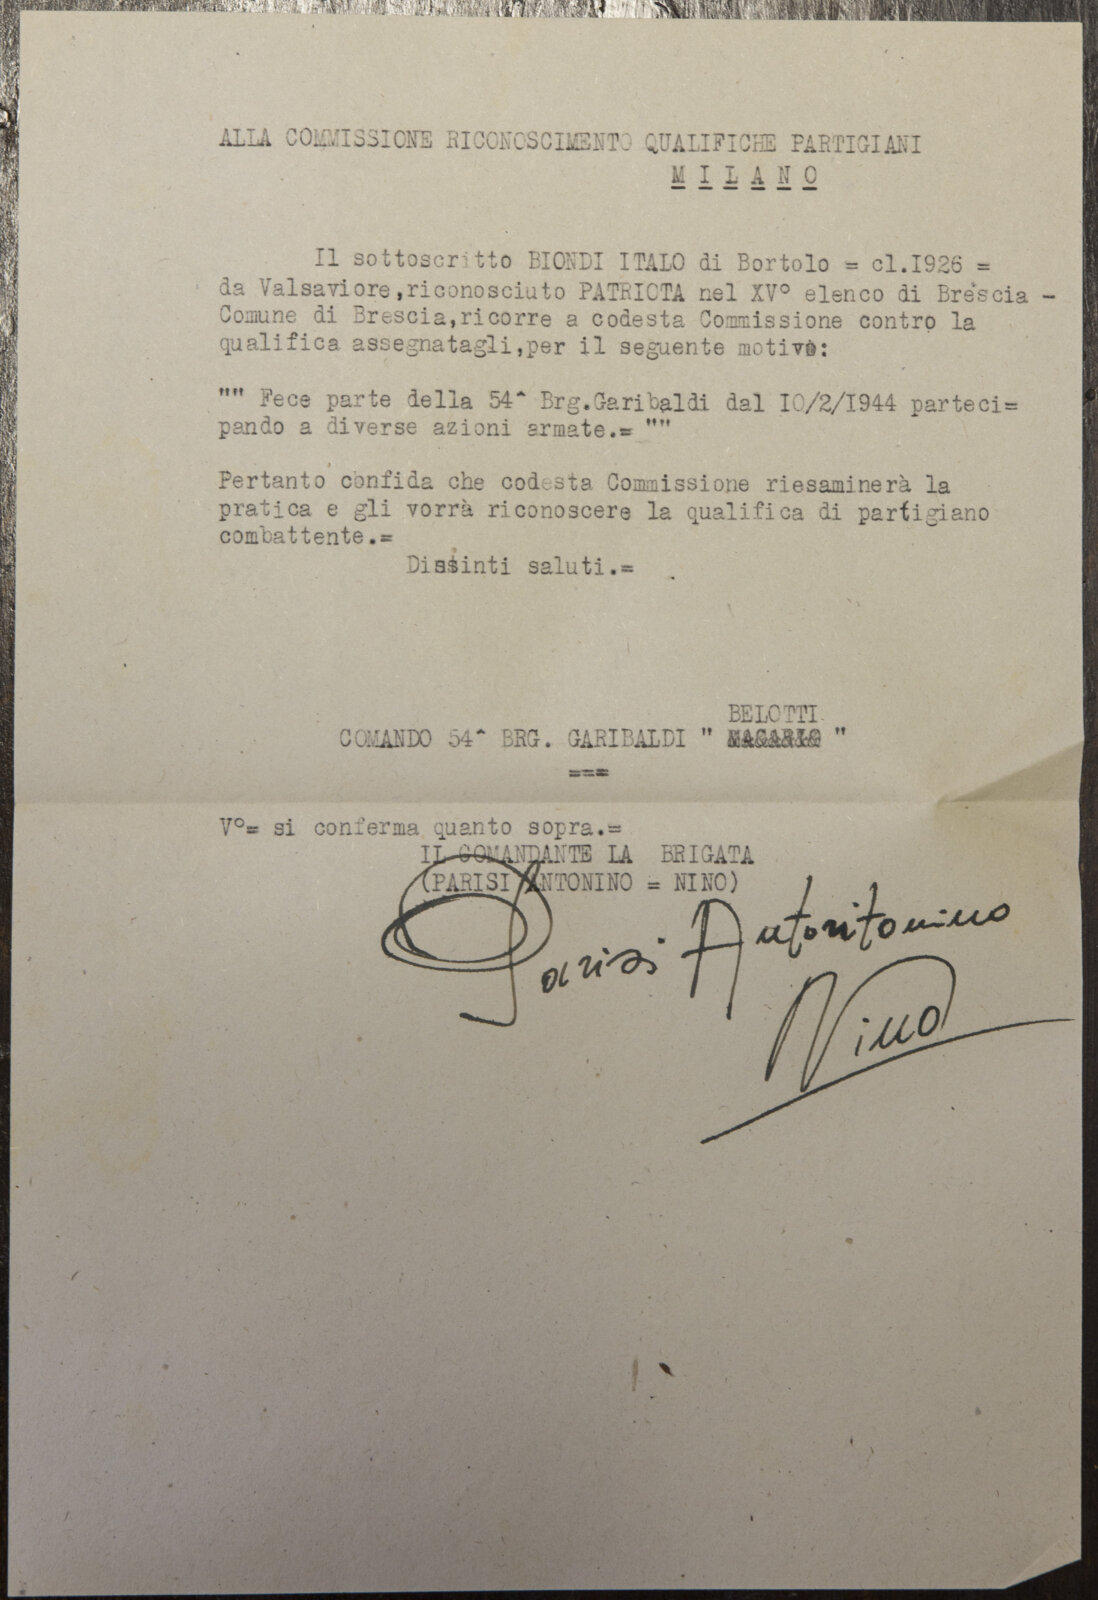 ALLA COMMISSIONE RICONOSCIMENTO QUALIFICHE PARTIGIANI
M I L A N O
Il sottoscritto BIONDI ITALO di Bortolo = cl.I926 =
da Valsaviore,riconosciuto PATRIOTA nel XV° elenco di Brescia -
Comune di Brescia,ricorre a codesta Commissione contro la
qualifica assegnatagli,per il seguente motivo:
"" Fece parte della 54^ Brg.Garibaldi dal I0/2/I944 parteci=
pando a diverse azioni armate.= ""
Pertanto confida che codesta Commissione riesaminerà la
pratica e gli vorrà riconoscere la qualifica di partigiano
combattente.=
Dissinti saluti.=
BELOTTI
COMANDO 54^ BRG. GARIBALDI " MACARIO "
===
V°= si conferma quanto sopra.=
IL COMANDANTE LA BRIGATA
(PARISI ANTONINO = NINO)
Parisi Antonitonino
Nino